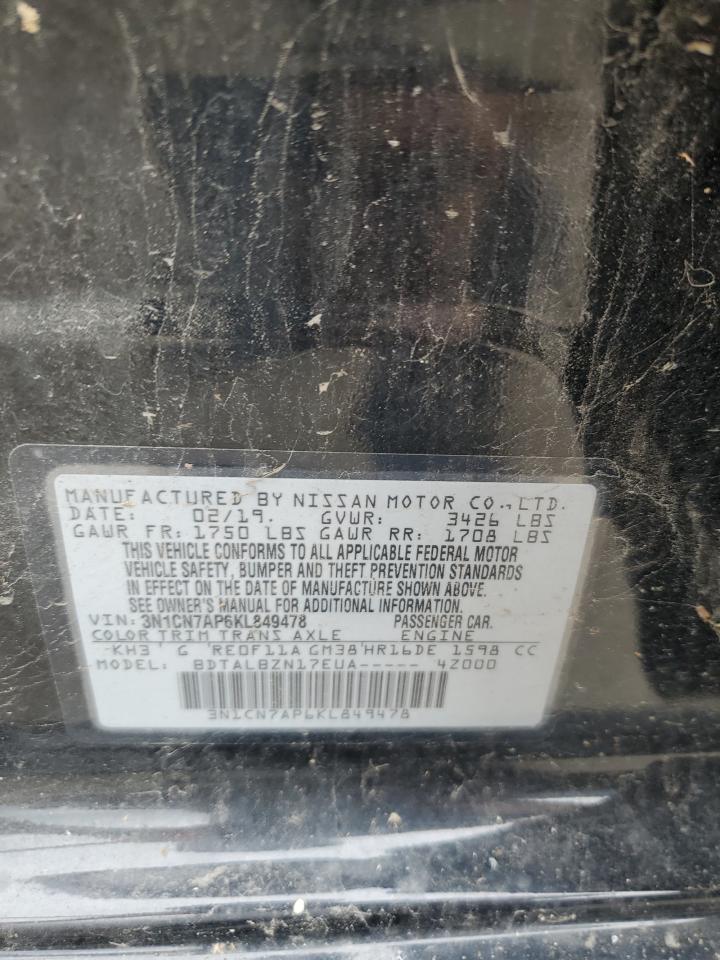 MANUFACTURED BY NISSAN MOTOR CO.,LTD.
DATE: 02/19. GVWR: 3426 LBS
GAWR FR: 1750 LBS GAWR RR: 1708 LBS
THIS VEHICLE CONFORMS TO ALL APPLICABLE FEDERAL MOTOR
VEHICLE SAFETY, BUMPER AND THEFT PREVENTION STANDARDS
IN EFFECT ON THE DATE OF MANUFACTURE SHOWN ABOVE.
SEE OWNER'S MANUAL FOR ADDITIONAL INFORMATION.
VIN: 3N1CN7AP6KL849478 PASSENGER CAR.
COLOR TRIM TRANS AXLE ENGINE
KH3' G 'RE0F11A GM38'HR16DE 1598 CC
MODEL: BDTALBZN17EUA----- 4Z000
3N1CN7AP6KL849478